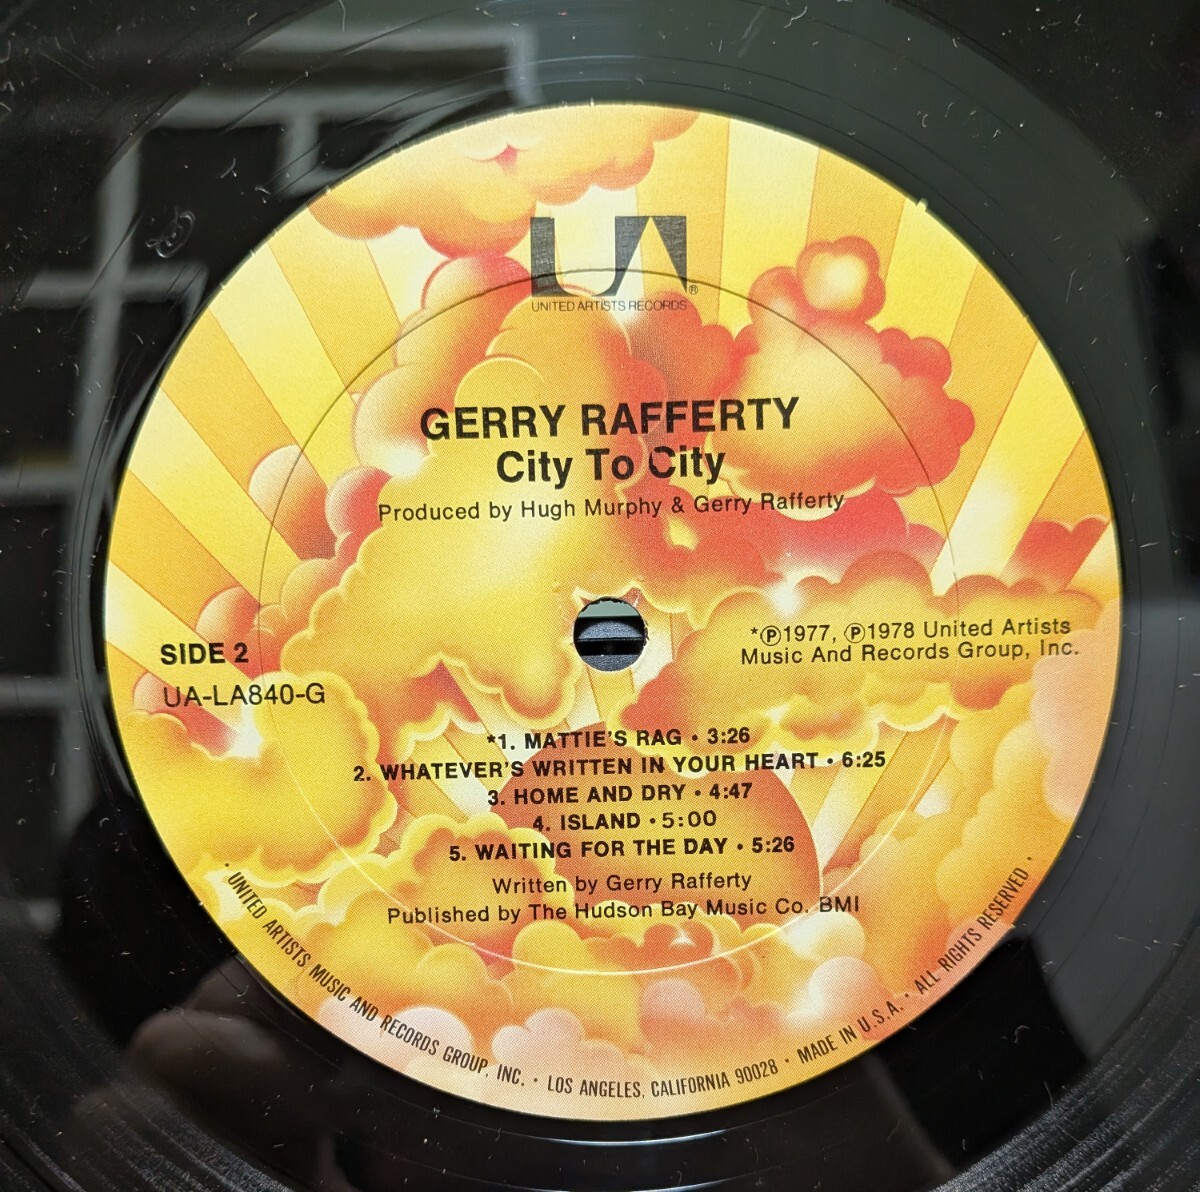 UA®
UNITED ARTISTS RECORDS
GERRY RAFFERTY
City To City
Produced by Hugh Murphy & Gerry Rafferty
SIDE 2
UA-LA840-G
*℗1977, ℗1978 United Artists
Music And Records Group, Inc.
*1. MATTIE'S RAG • 3:26
2. WHATEVER'S WRITTEN IN YOUR HEART • 6:25
3. HOME AND DRY • 4:47
4. ISLAND • 5:00
5. WAITING FOR THE DAY • 5:26
Written by Gerry Rafferty
Published by The Hudson Bay Music Co. BMI
• UNITED ARTISTS MUSIC AND RECORDS GROUP, INC. • LOS ANGELES, CALIFORNIA 90028 • MADE IN U.S.A. • ALL RIGHTS RESERVED •